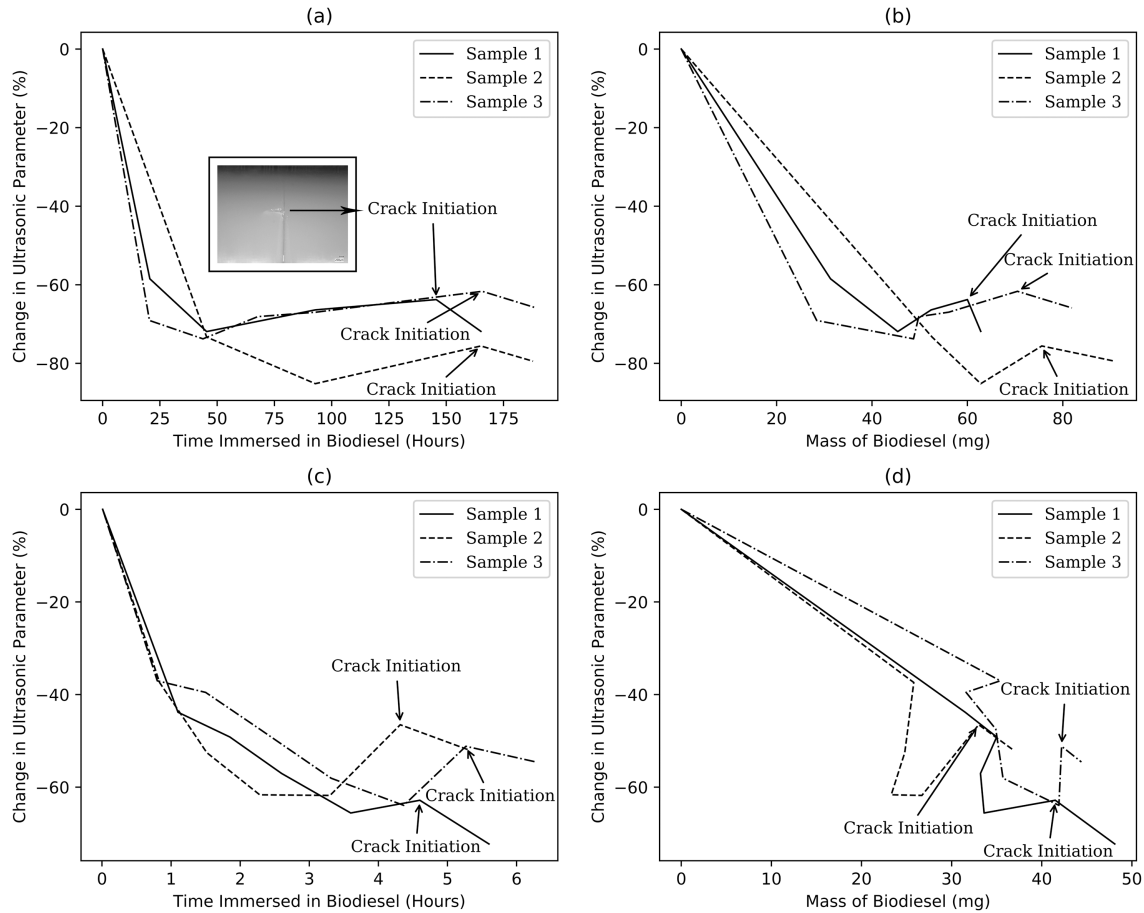 (a)
Change in Ultrasonic Parameter (%)
0
−20
−40
−60
−80
Sample 1
Sample 2
Sample 3
Crack Initiation
Crack Initiation
Crack Initiation
0 25 50 75 100 125 150 175
Time Immersed in Biodiesel (Hours)
(b)
Change in Ultrasonic Parameter (%)
0
−20
−40
−60
−80
Sample 1
Sample 2
Sample 3
Crack Initiation
Crack Initiation
Crack Initiation
0 20 40 60 80
Mass of Biodiesel (mg)
(c)
Change in Ultrasonic Parameter (%)
0
−20
−40
−60
Sample 1
Sample 2
Sample 3
Crack Initiation
Crack Initiation
Crack Initiation
0 1 2 3 4 5 6
Time Immersed in Biodiesel (Hours)
(d)
Change in Ultrasonic Parameter (%)
0
−20
−40
−60
Sample 1
Sample 2
Sample 3
Crack Initiation
Crack Initiation
Crack Initiation
0 10 20 30 40 50
Mass of Biodiesel (mg)